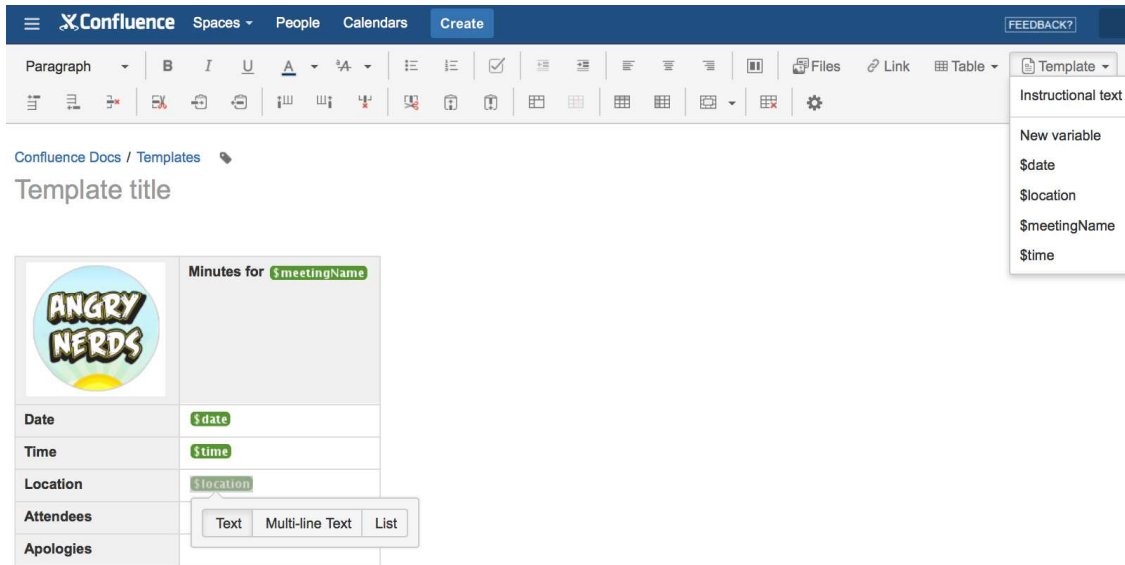 Confluence Spaces People Calendars Create FEEDBACK?
Paragraph B I U A Files Link Table Template
Instructional text
New variable
$date
$location
$meetingName
$time
Confluence Docs / Templates
Template title
ANGRY
NERDS
Minutes for $meetingName
Date $date
Time $time
Location $location
Attendees
Text Multi-line Text List
Apologies